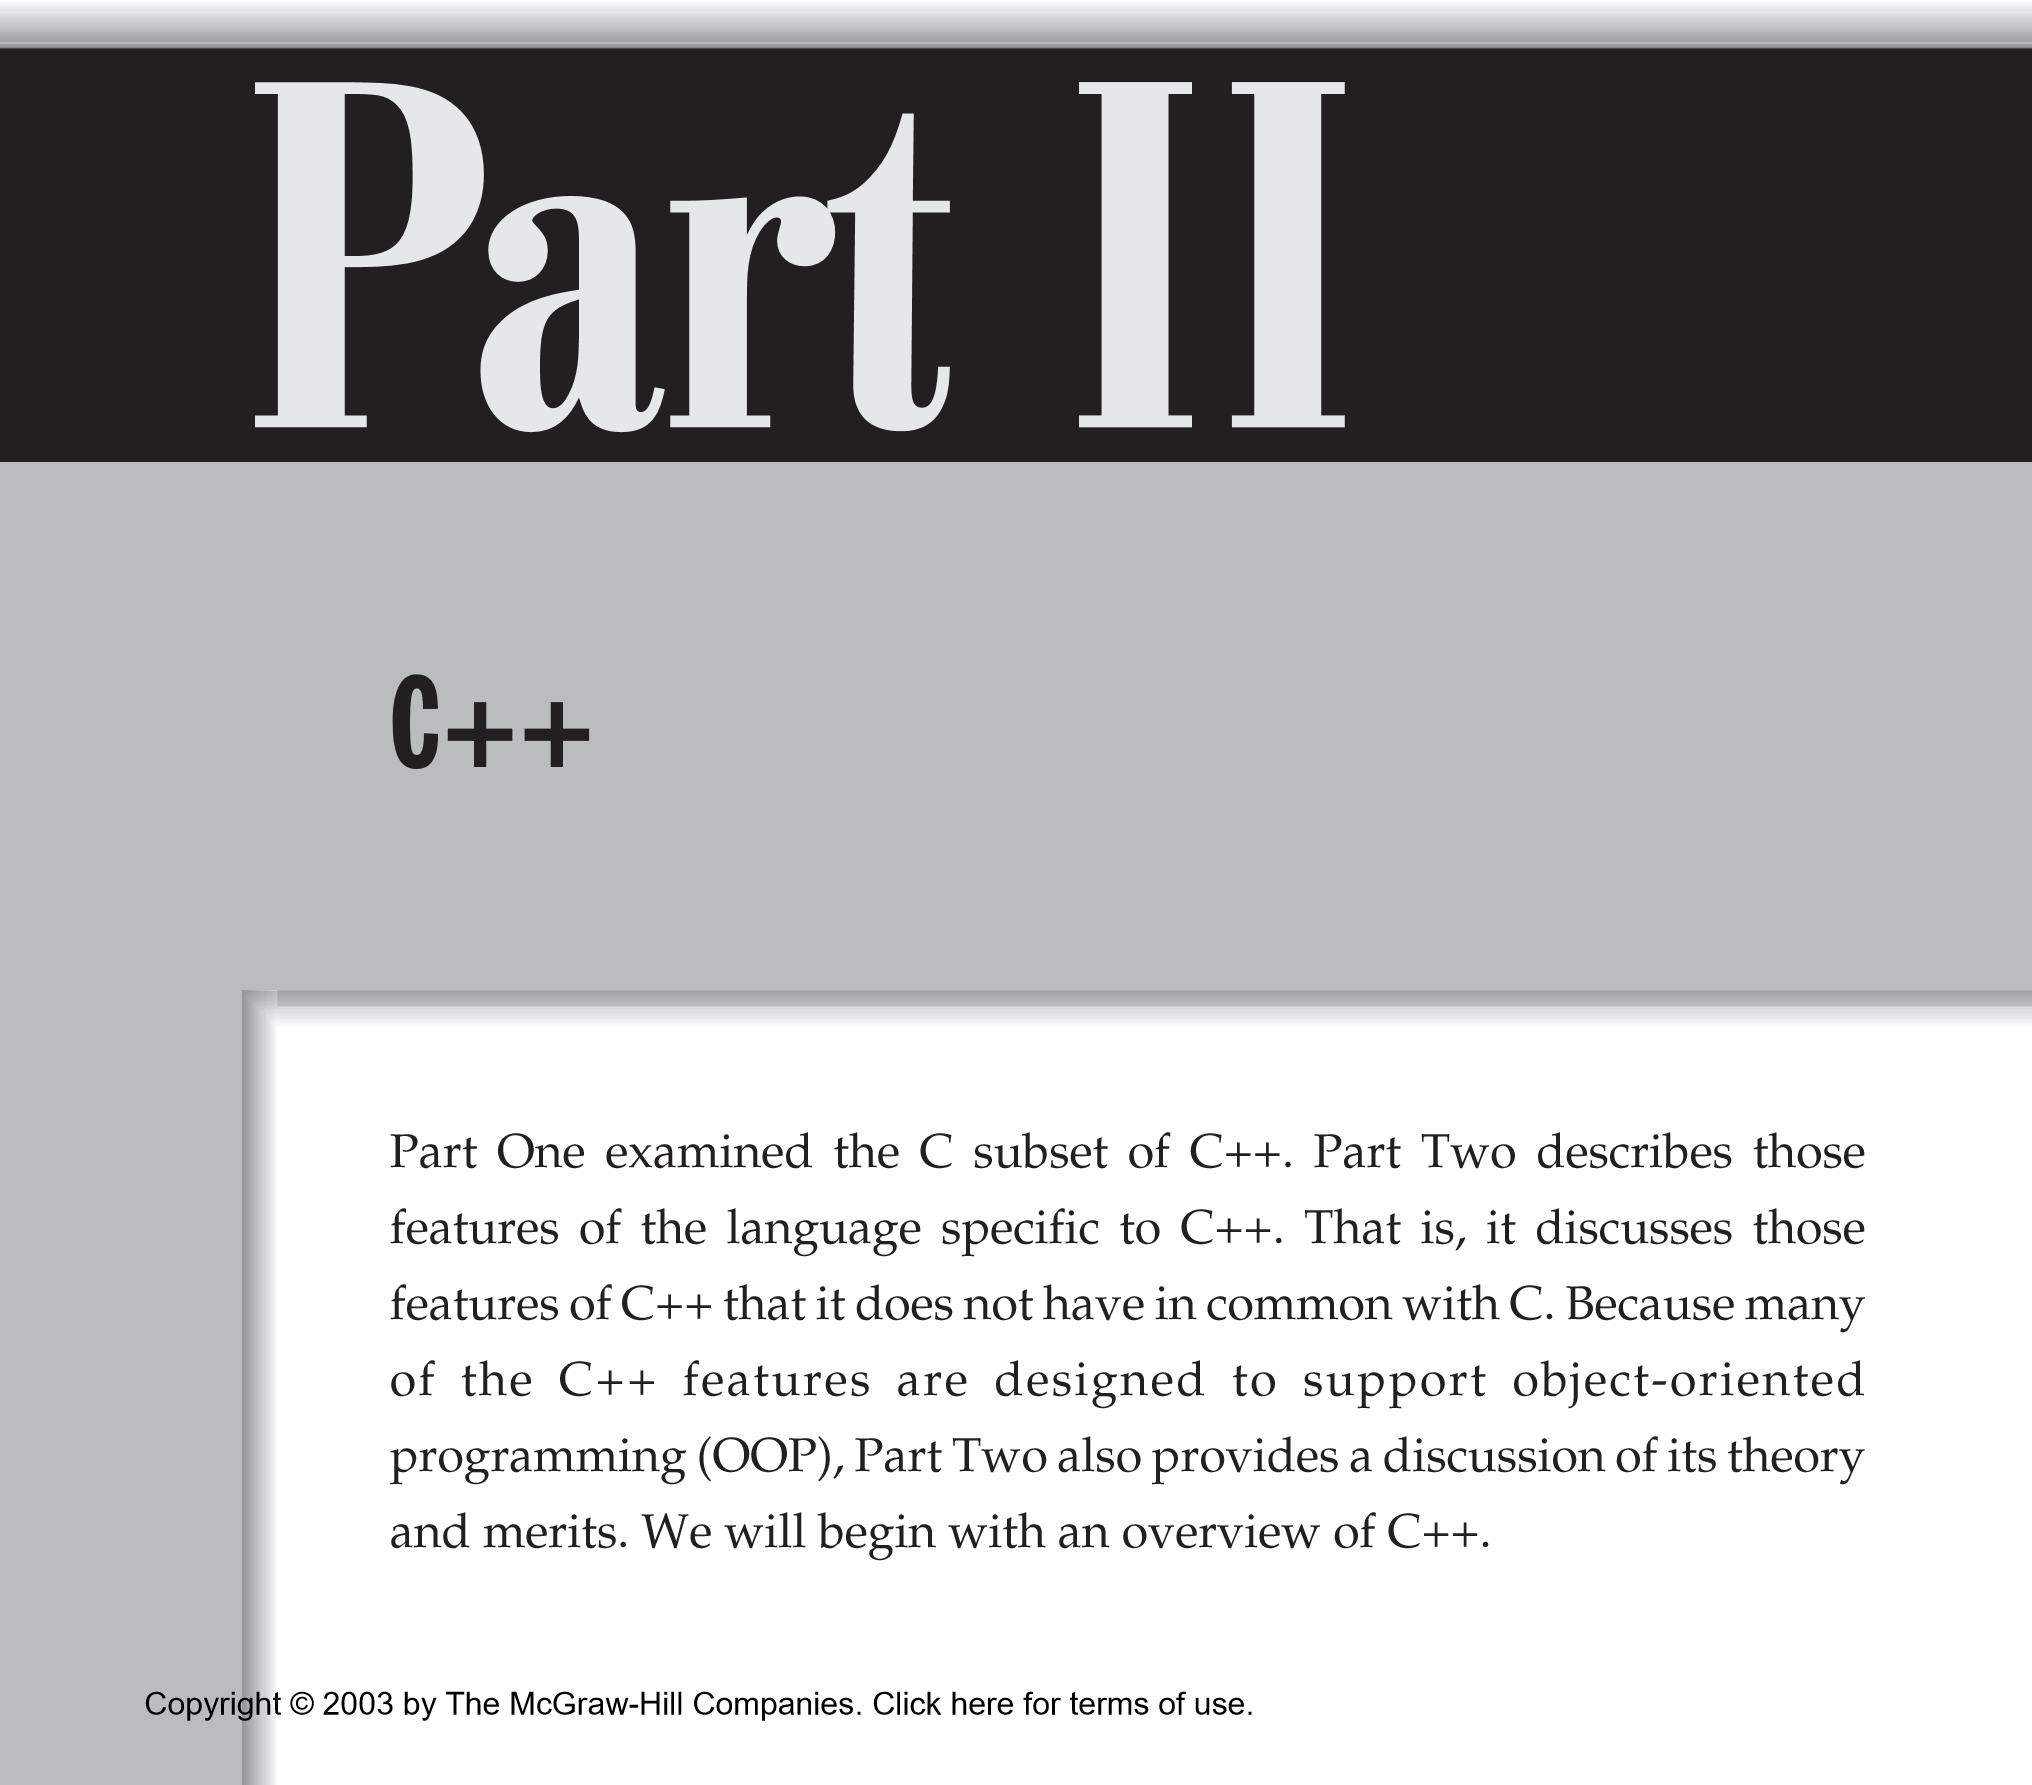 Part II
C++
Part One examined the C subset of C++. Part Two describes those
features of the language specific to C++. That is, it discusses those
features of C++ that it does not have in common with C. Because many
of the C++ features are designed to support object-oriented
programming (OOP), Part Two also provides a discussion of its theory
and merits. We will begin with an overview of C++.
Copyright © 2003 by The McGraw-Hill Companies. Click here for terms of use.